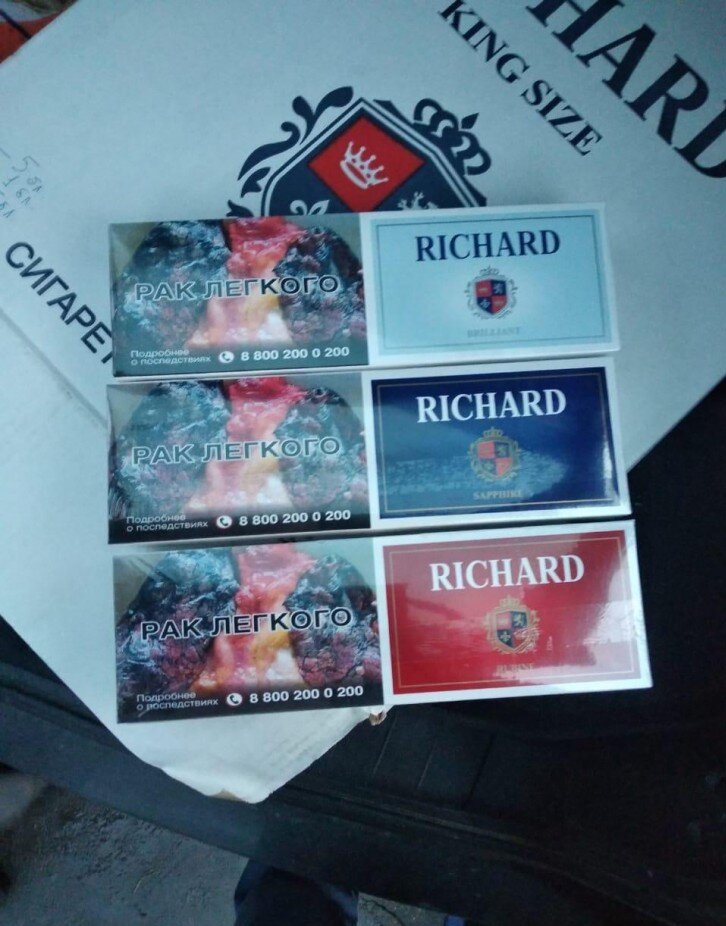 HARD
KING SIZE
СИГАРЕТ
РАК ЛЕГКОГО
Подробнее
о последствиях 8 800 200 0 200
RICHARD
BRILLIANT
РАК ЛЕГКОГО
Подробнее
о последствиях 8 800 200 0 200
RICHARD
SAPPHIRE
РАК ЛЕГКОГО
Подробнее
о последствиях 8 800 200 0 200
RICHARD